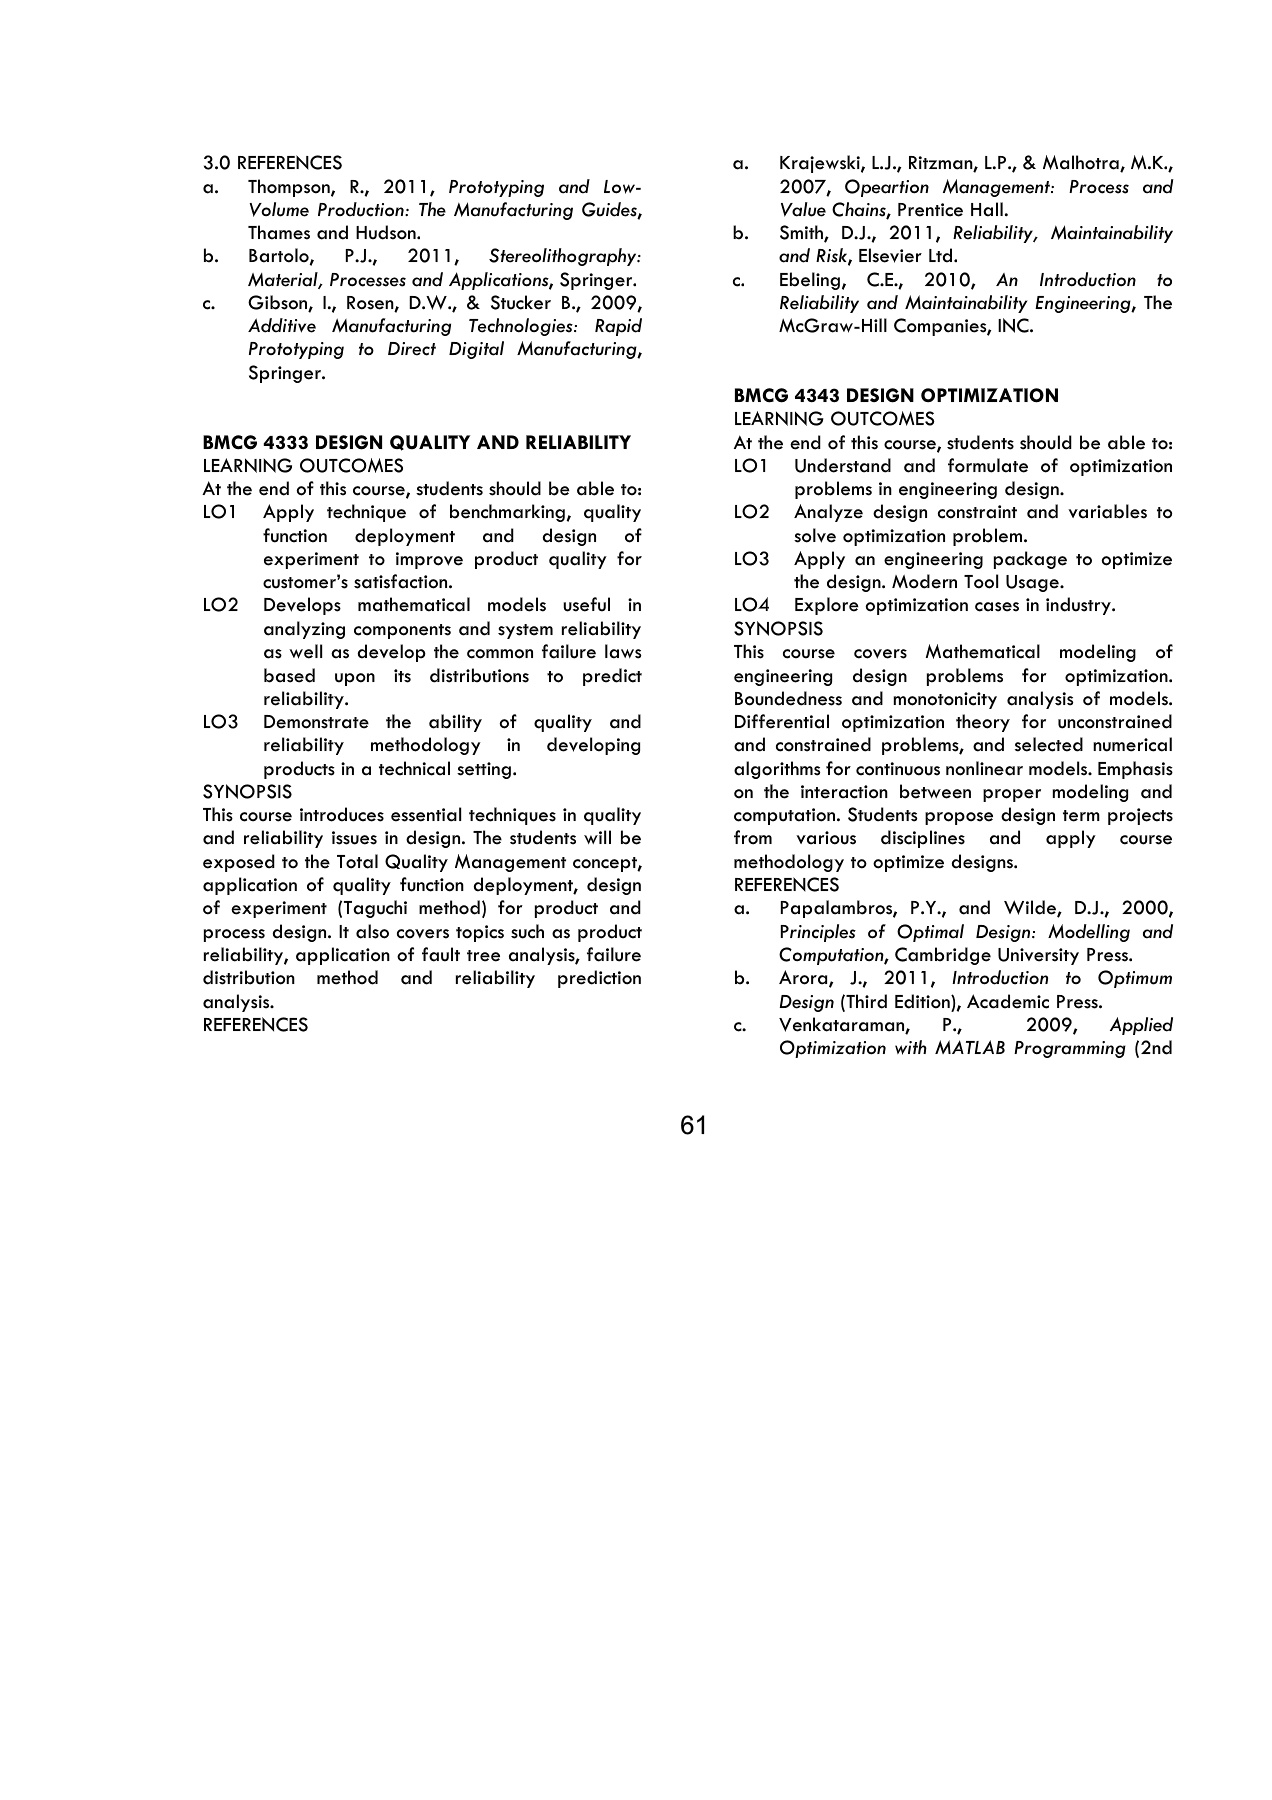 3.0 REFERENCES
a. Thompson, R., 2011, Prototyping and Low-
Volume Production: The Manufacturing Guides,
Thames and Hudson.
b. Bartolo, P.J., 2011, Stereolithography:
Material, Processes and Applications, Springer.
c. Gibson, I., Rosen, D.W., & Stucker B., 2009,
Additive Manufacturing Technologies: Rapid
Prototyping to Direct Digital Manufacturing,
Springer.
BMCG 4333 DESIGN QUALITY AND RELIABILITY
LEARNING OUTCOMES
At the end of this course, students should be able to:
LO1 Apply technique of benchmarking, quality
function deployment and design of
experiment to improve product quality for
customer’s satisfaction.
LO2 Develops mathematical models useful in
analyzing components and system reliability
as well as develop the common failure laws
based upon its distributions to predict
reliability.
LO3 Demonstrate the ability of quality and
reliability methodology in developing
products in a technical setting.
SYNOPSIS
This course introduces essential techniques in quality
and reliability issues in design. The students will be
exposed to the Total Quality Management concept,
application of quality function deployment, design
of experiment (Taguchi method) for product and
process design. It also covers topics such as product
reliability, application of fault tree analysis, failure
distribution method and reliability prediction
analysis.
REFERENCES
a. Krajewski, L.J., Ritzman, L.P., & Malhotra, M.K.,
2007, Opeartion Management: Process and
Value Chains, Prentice Hall.
b. Smith, D.J., 2011, Reliability, Maintainability
and Risk, Elsevier Ltd.
c. Ebeling, C.E., 2010, An Introduction to
Reliability and Maintainability Engineering, The
McGraw-Hill Companies, INC.
BMCG 4343 DESIGN OPTIMIZATION
LEARNING OUTCOMES
At the end of this course, students should be able to:
LO1 Understand and formulate of optimization
problems in engineering design.
LO2 Analyze design constraint and variables to
solve optimization problem.
LO3 Apply an engineering package to optimize
the design. Modern Tool Usage.
LO4 Explore optimization cases in industry.
SYNOPSIS
This course covers Mathematical modeling of
engineering design problems for optimization.
Boundedness and monotonicity analysis of models.
Differential optimization theory for unconstrained
and constrained problems, and selected numerical
algorithms for continuous nonlinear models. Emphasis
on the interaction between proper modeling and
computation. Students propose design term projects
from various disciplines and apply course
methodology to optimize designs.
REFERENCES
a. Papalambros, P.Y., and Wilde, D.J., 2000,
Principles of Optimal Design: Modelling and
Computation, Cambridge University Press.
b. Arora, J., 2011, Introduction to Optimum
Design (Third Edition), Academic Press.
c. Venkataraman, P., 2009, Applied
Optimization with MATLAB Programming (2nd
61